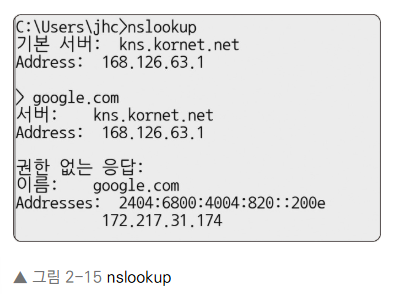 C:\Users\jhc>nslookup
기본 서버:  kns.kornet.net
Address:  168.126.63.1

> google.com
서버:    kns.kornet.net
Address:  168.126.63.1

권한 없는 응답:
이름:    google.com
Addresses:  2404:6800:4004:820::200e
          172.217.31.174

▲ 그림 2-15 nslookup